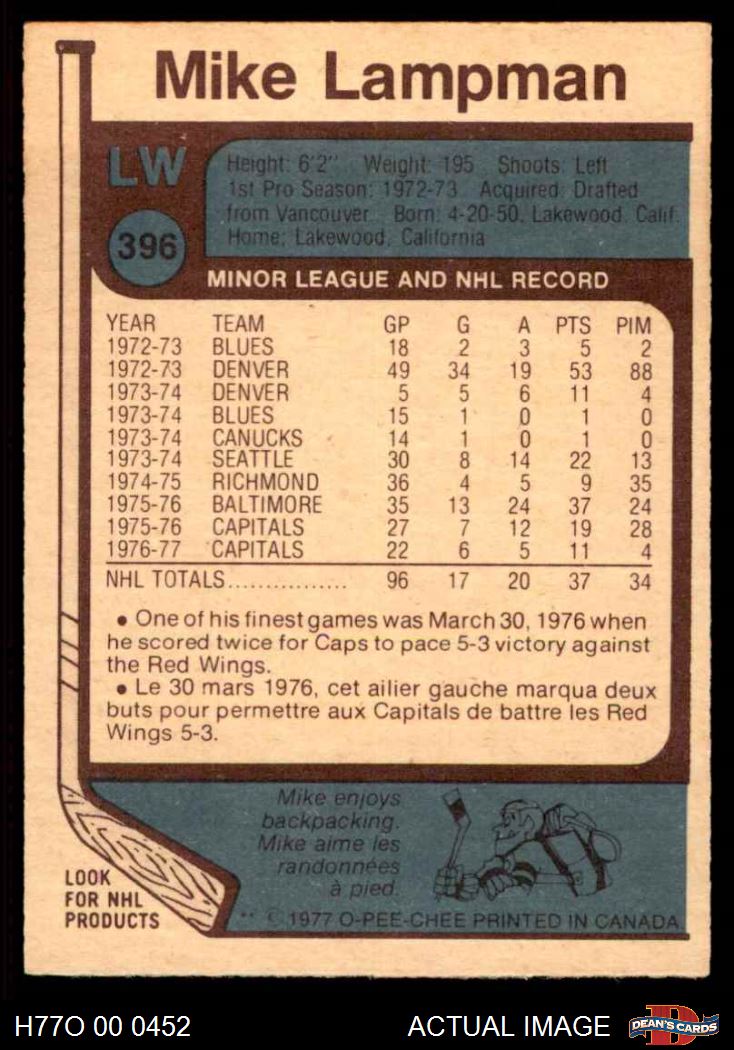 Mike Lampman
LW
396
Height: 6'2" Weight: 195 Shoots: Left
1st Pro Season: 1972-73 Acquired: Drafted
from Vancouver Born: 4-20-50, Lakewood, Calif.
Home: Lakewood, California
MINOR LEAGUE AND NHL RECORD
YEAR TEAM GP G A PTS PIM
1972-73 BLUES 18 2 3 5 2
1972-73 DENVER 49 34 19 53 88
1973-74 DENVER 5 5 6 11 4
1973-74 BLUES 15 1 0 1 0
1973-74 CANUCKS 14 1 0 1 0
1973-74 SEATTLE 30 8 14 22 13
1974-75 RICHMOND 36 4 5 9 35
1975-76 BALTIMORE 35 13 24 37 24
1975-76 CAPITALS 27 7 12 19 28
1976-77 CAPITALS 22 6 5 11 4
NHL TOTALS................ 96 17 20 37 34
• One of his finest games was March 30, 1976 when
he scored twice for Caps to pace 5-3 victory against
the Red Wings.
• Le 30 mars 1976, cet ailier gauche marqua deux
buts pour permettre aux Capitals de battre les Red
Wings 5-3.
Mike enjoys
backpacking.
Mike aime les
randonnées
à pied.
LOOK
FOR NHL
PRODUCTS
** © 1977 O-PEE-CHEE PRINTED IN CANADA
H77O 00 0452
ACTUAL IMAGE
D
DEAN'S CARDS